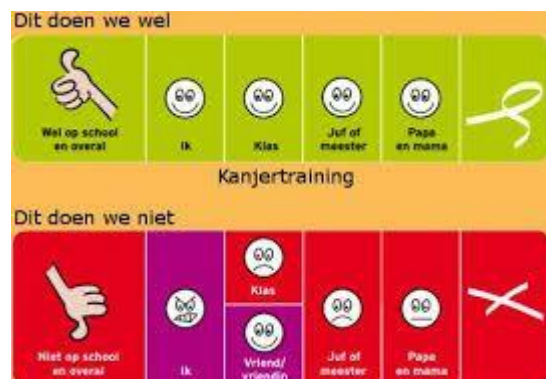 Dit doen we wel
Wel op school
en overal
Ik
Klas
Juf of
meester
Papa
en mama
Kanjertraining
Dit doen we niet
Niet op school
en overal
Ik
Klas
Vriend/
vriendin
Juf of
meester
Papa
en mama